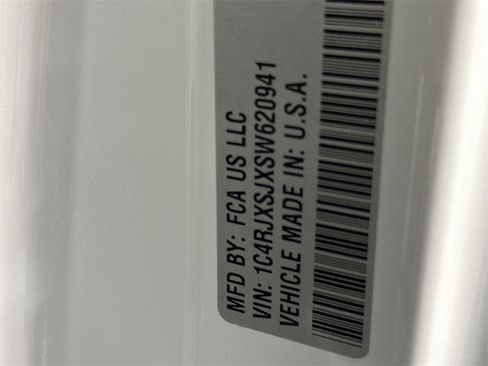 MFD BY: FCA US LLC
VIN: 1C4RJXSJXSW620941
VEHICLE MADE IN: U.S.A.